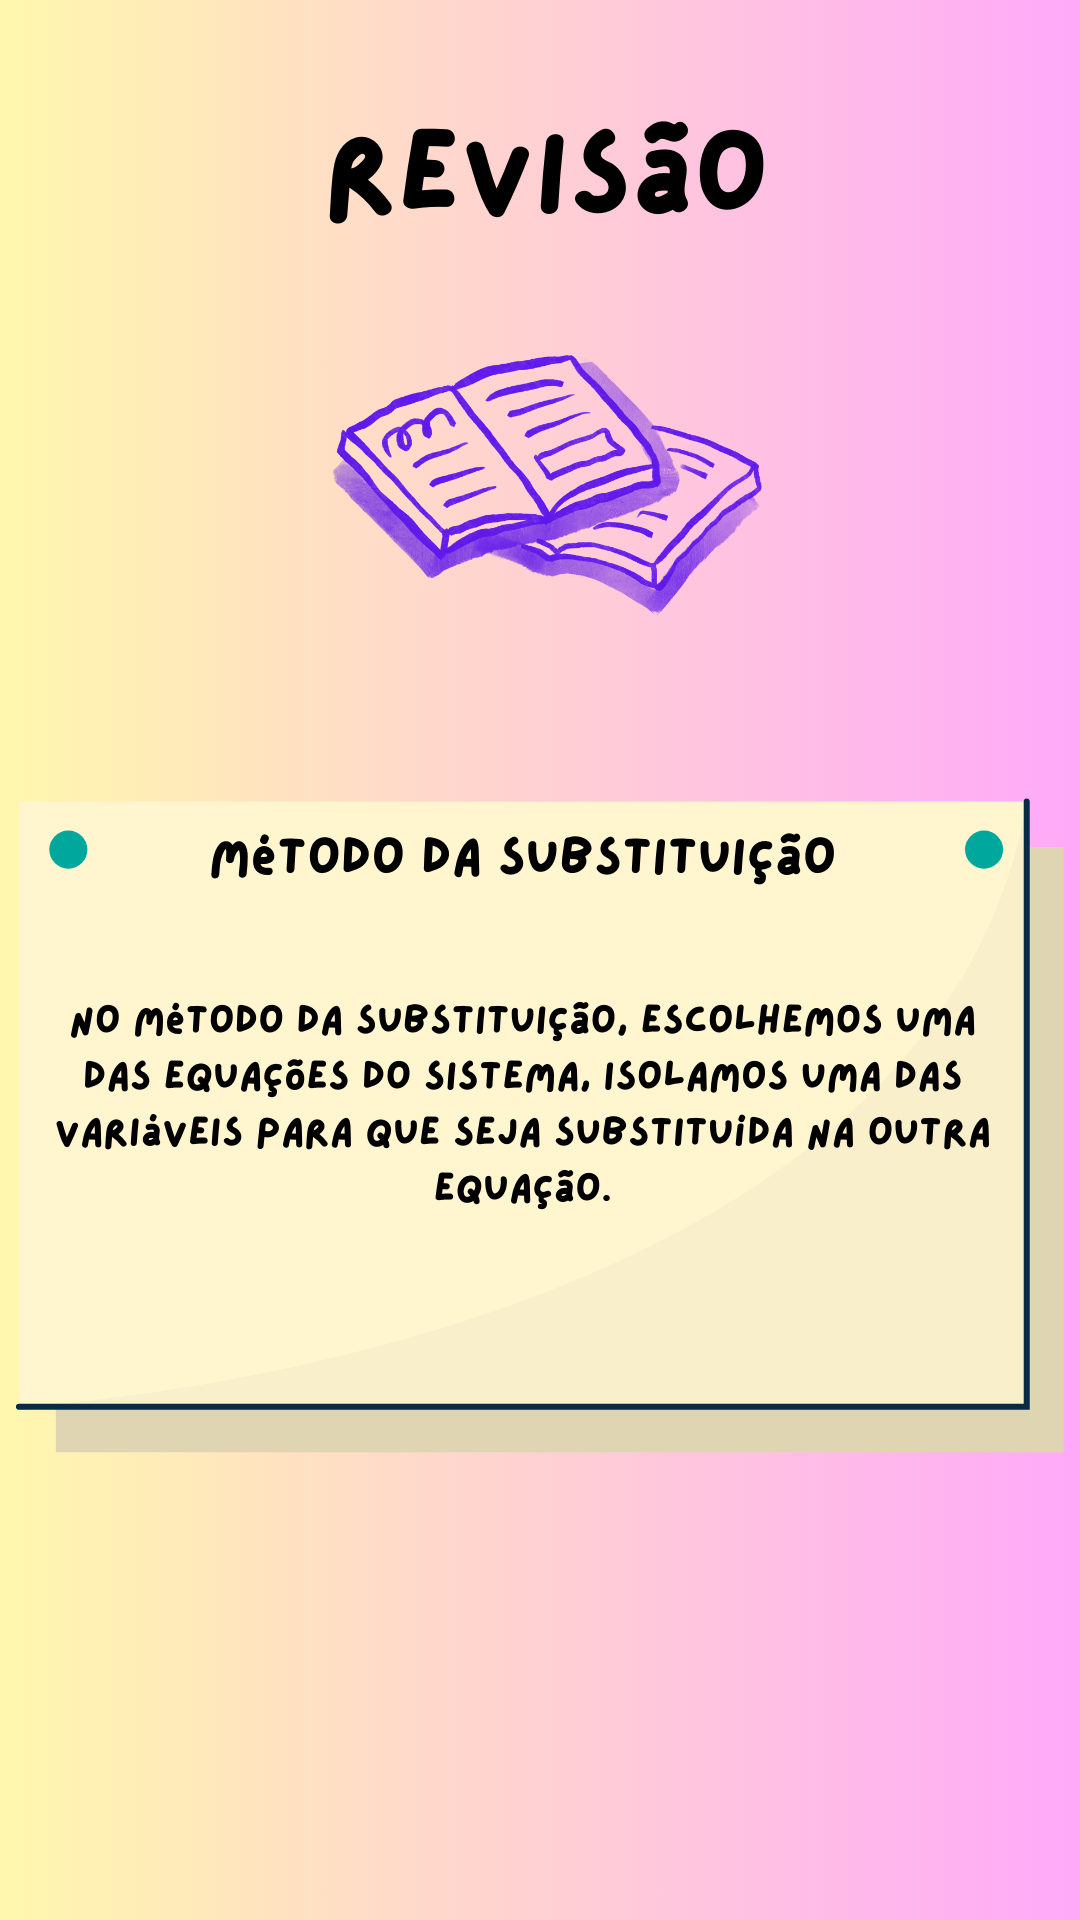 REVISÃO
MÉTODO DA SUBSTITUIÇÃO
NO MÉTODO DA SUBSTITUIÇÃO, ESCOLHEMOS UMA
DAS EQUAÇÕES DO SISTEMA, ISOLAMOS UMA DAS
VARIÁVEIS PARA QUE SEJA SUBSTITUÍDA NA OUTRA
EQUAÇÃO.